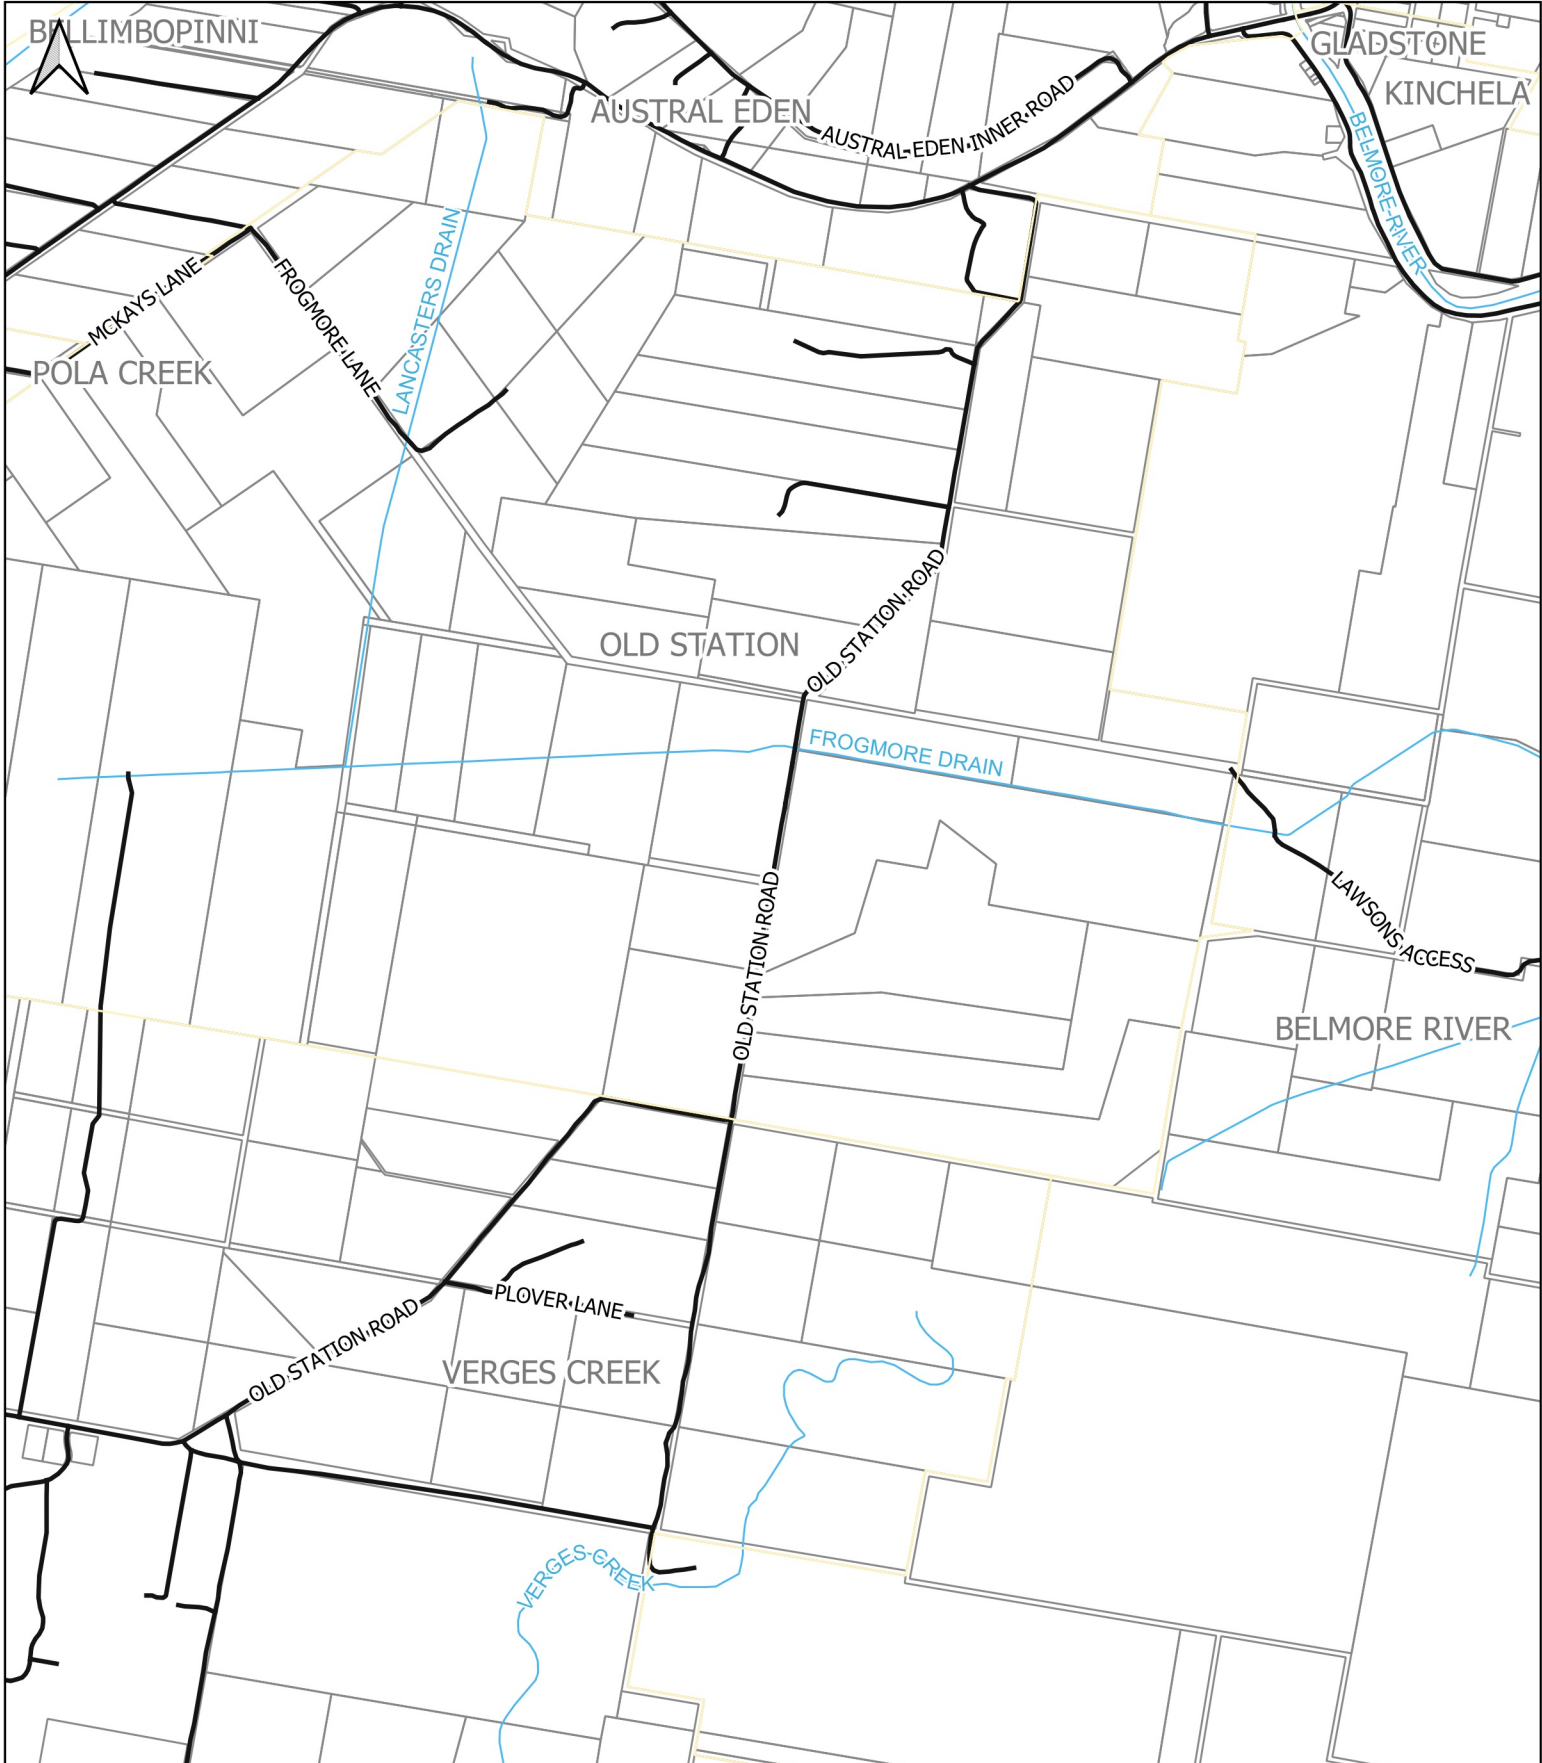 BELLIMBOPINNI
GLADSTONE
KINCHELA
AUSTRAL EDEN
AUSTRAL EDEN INNER ROAD
BELMORE RIVER
LANCASTERS DRAIN
MCKAYS LANE
FROGMORE LANE
POLA CREEK
OLD STATION ROAD
OLD STATION
FROGMORE DRAIN
OLD STATION ROAD
LAWSONS ACCESS
BELMORE RIVER
PLOVER LANE
OLD STATION ROAD
VERGES CREEK
VERGES CREEK